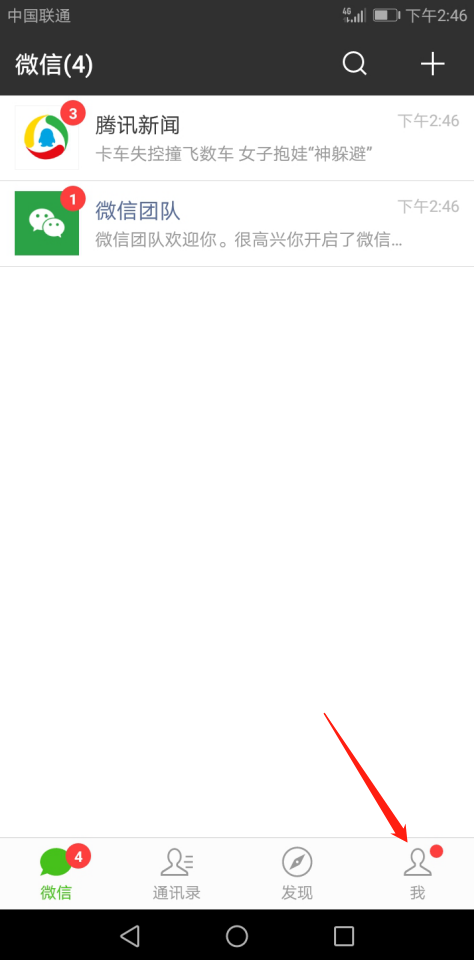 中国联通
4G
下午2:46
微信(4)
3
腾讯新闻
下午2:46
卡车失控撞飞数车 女子抱娃“神躲避”
1
微信团队
下午2:46
微信团队欢迎你。很高兴你开启了微信...
4
微信
通讯录
发现
我